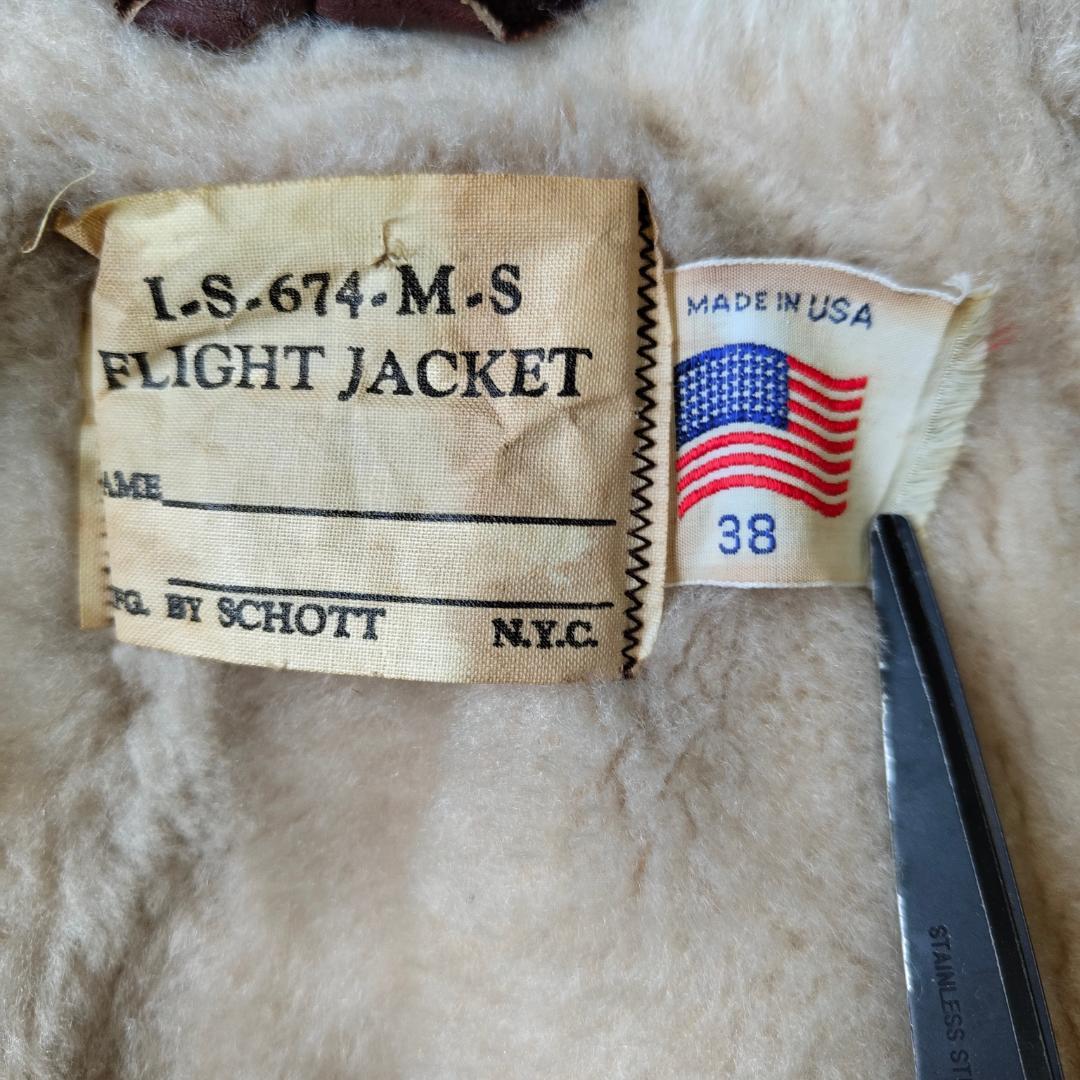 I-S-674-M-S
FLIGHT JACKET
AME
FG. BY SCHOTT N.Y.C.
MADE IN USA
38
STAINLESS ST